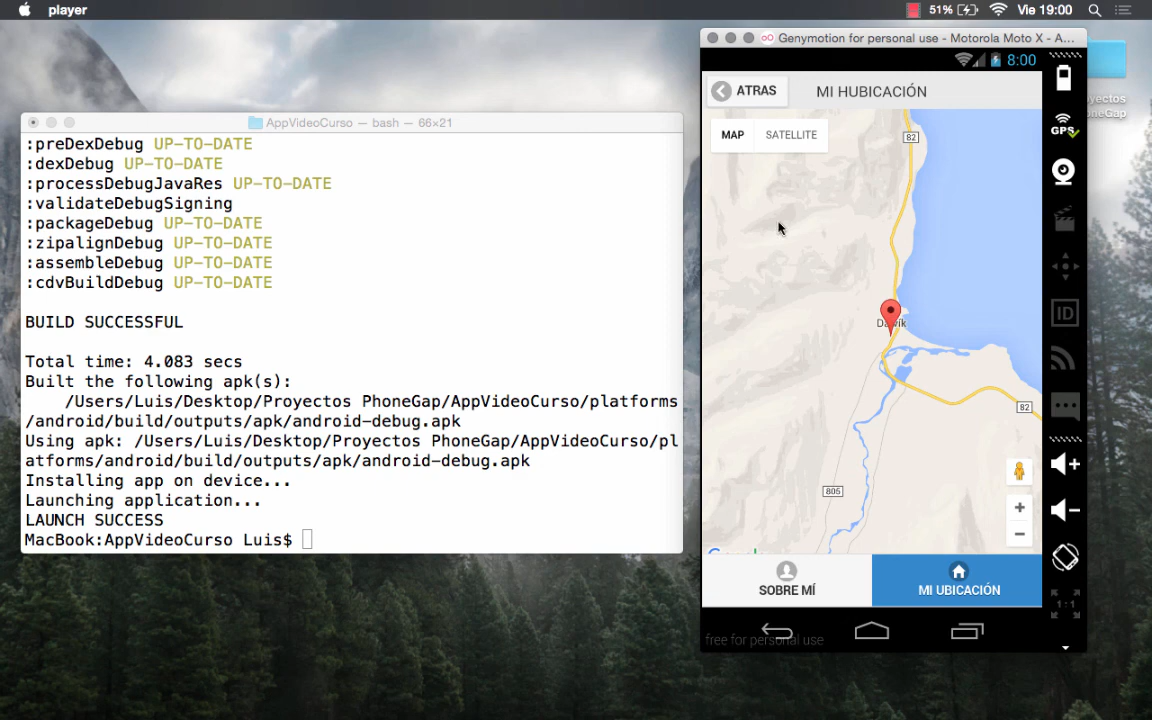 player
51%
Vie 19:00
AppVideoCurso — bash — 66×21
:preDexDebug UP-TO-DATE
:dexDebug UP-TO-DATE
:processDebugJavaRes UP-TO-DATE
:validateDebugSigning
:packageDebug UP-TO-DATE
:zipalignDebug UP-TO-DATE
:assembleDebug UP-TO-DATE
:cdvBuildDebug UP-TO-DATE
BUILD SUCCESSFUL
Total time: 4.083 secs
Built the following apk(s):
/Users/Luis/Desktop/Proyectos PhoneGap/AppVideoCurso/platforms
/android/build/outputs/apk/android-debug.apk
Using apk: /Users/Luis/Desktop/Proyectos PhoneGap/AppVideoCurso/pl
atforms/android/build/outputs/apk/android-debug.apk
Installing app on device...
Launching application...
LAUNCH SUCCESS
MacBook:AppVideoCurso Luis$
Genymotion for personal use - Motorola Moto X - A...
8:00
ATRAS
MI HUBICACIÓN
MAP
SATELLITE
82
82
805
GPS
ID
1:1
SOBRE MÍ
MI UBICACIÓN
free for personal use